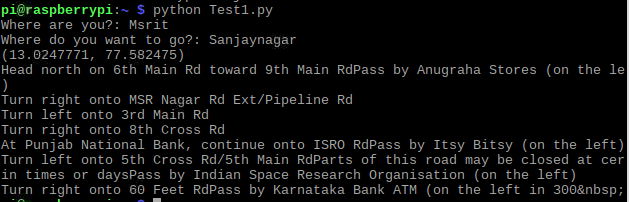 pi@raspberrypi:~ $ python Test1.py
Where are you?: Msrit
Where do you want to go?: Sanjaynagar
(13.0247771, 77.582475)
Head north on 6th Main Rd toward 9th Main RdPass by Anugraha Stores (on the le
)
Turn right onto MSR Nagar Rd Ext/Pipeline Rd
Turn left onto 3rd Main Rd
Turn right onto 8th Cross Rd
At Punjab National Bank, continue onto ISRO RdPass by Itsy Bitsy (on the left)
Turn left onto 5th Cross Rd/5th Main RdParts of this road may be closed at cer
in times or daysPass by Indian Space Research Organisation (on the left)
Turn right onto 60 Feet RdPass by Karnataka Bank ATM (on the left in 300&nbsp;
pi@raspberrypi:~ $